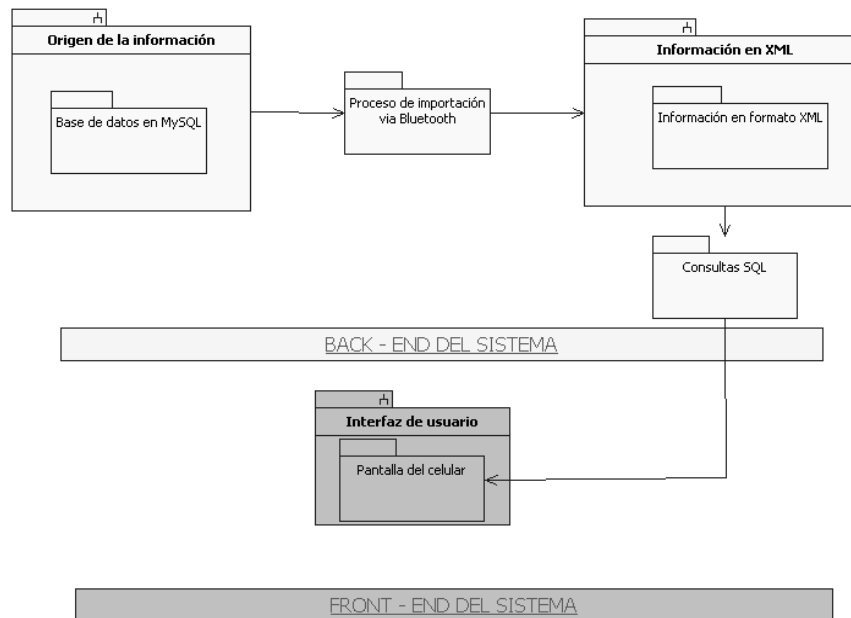 Origen de la información
Base de datos en MySQL
Proceso de importación
via Bluetooth
Información en XML
Información en formato XML
Consultas SQL
BACK - END DEL SISTEMA
Interfaz de usuario
Pantalla del celular
FRONT - END DEL SISTEMA